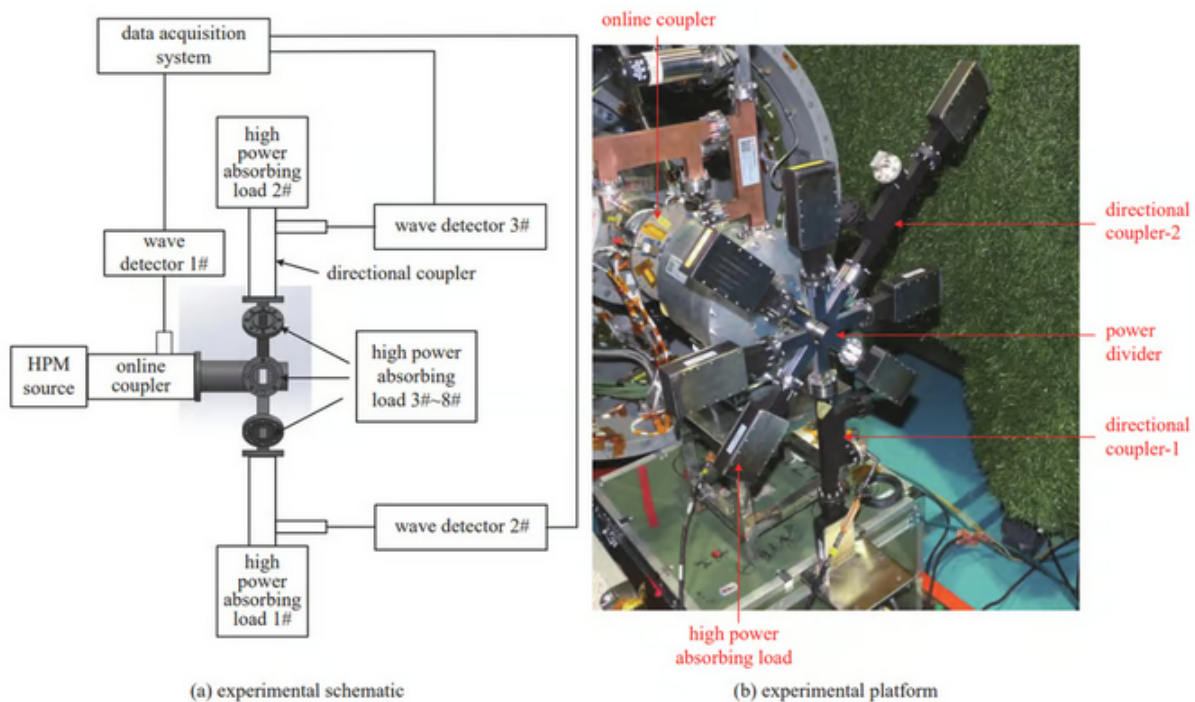 data acquisition
system
high
power
absorbing
load 2#
wave
detector 1#
wave detector 3#
directional coupler
HPM
source
online
coupler
high power
absorbing
load 3#~8#
wave detector 2#
high
power
absorbing
load 1#
(a) experimental schematic
online coupler
directional
coupler-2
power
divider
directional
coupler-1
high power
absorbing load
(b) experimental platform